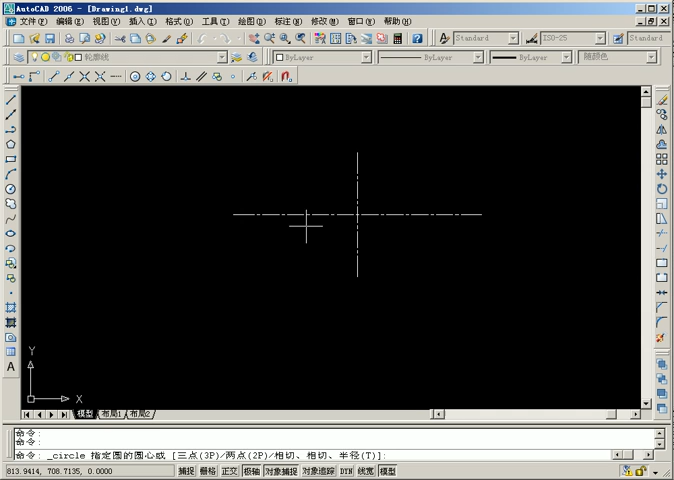 AutoCAD 2006 - [Drawing1.dwg]
文件(F) 编辑(E) 视图(V) 插入(I) 格式(O) 工具(T) 绘图(D) 标注(N) 修改(M) 窗口(W) 帮助(H)
Standard ISO-25 Standard
轮廓线 ByLayer ByLayer ByLayer 随颜色
Y
X
A
模型 布局1 布局2
命令:
命令:
命令: _circle 指定圆的圆心或 [三点(3P)/两点(2P)/相切、相切、半径(T)]:
813.9414, 708.7135, 0.0000 捕捉 栅格 正交 极轴 对象捕捉 对象追踪 DYN 线宽 模型